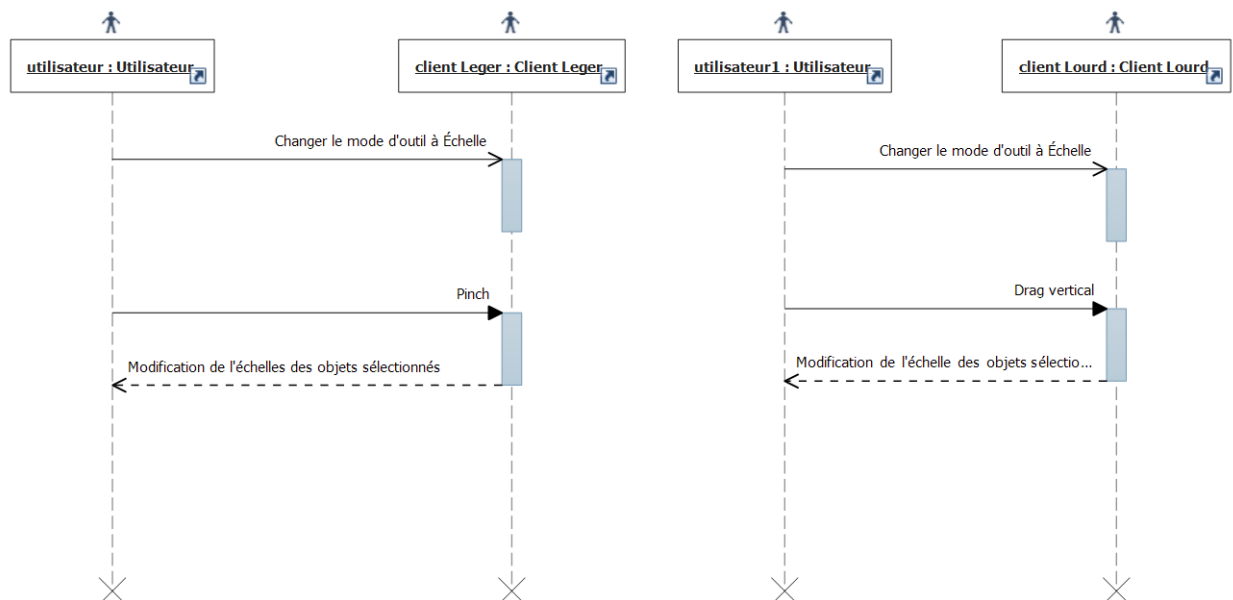 utilisateur : Utilisateur
client Leger : Client Leger
Changer le mode d'outil à Échelle
Pinch
Modification de l'échelles des objets sélectionnés
utilisateur1 : Utilisateur
client Lourd : Client Lourd
Changer le mode d'outil à Échelle
Drag vertical
Modification de l'échelle des objets sélectio...